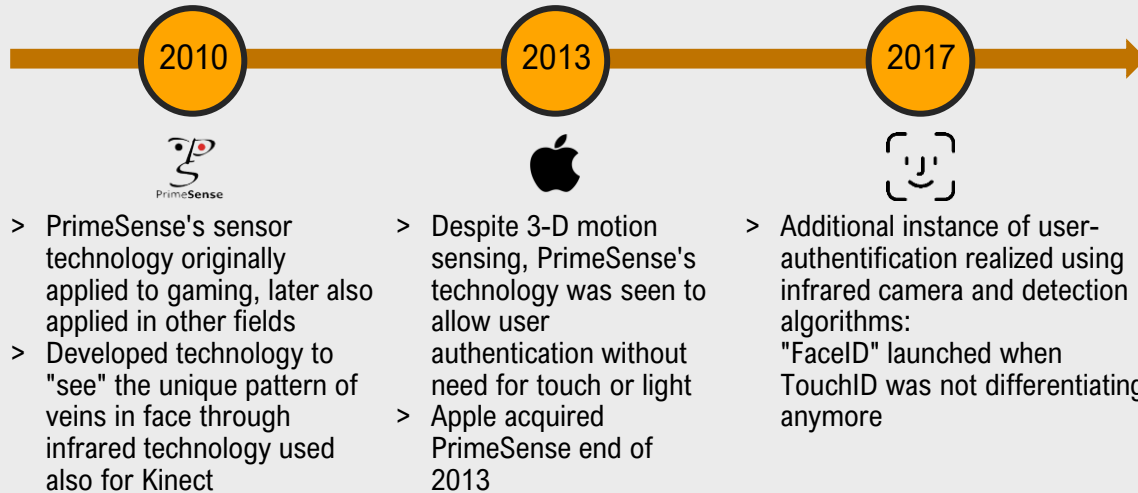 2010
2013
2017
PrimeSense
> PrimeSense's sensor
technology originally
applied to gaming, later also
applied in other fields
> Developed technology to
"see" the unique pattern of
veins in face through
infrared technology used
also for Kinect
> Despite 3-D motion
sensing, PrimeSense's
technology was seen to
allow user
authentication without
need for touch or light
> Apple acquired
PrimeSense end of
2013
> Additional instance of user-
authentification realized using
infrared camera and detection
algorithms:
"FaceID" launched when
TouchID was not differentiating
anymore